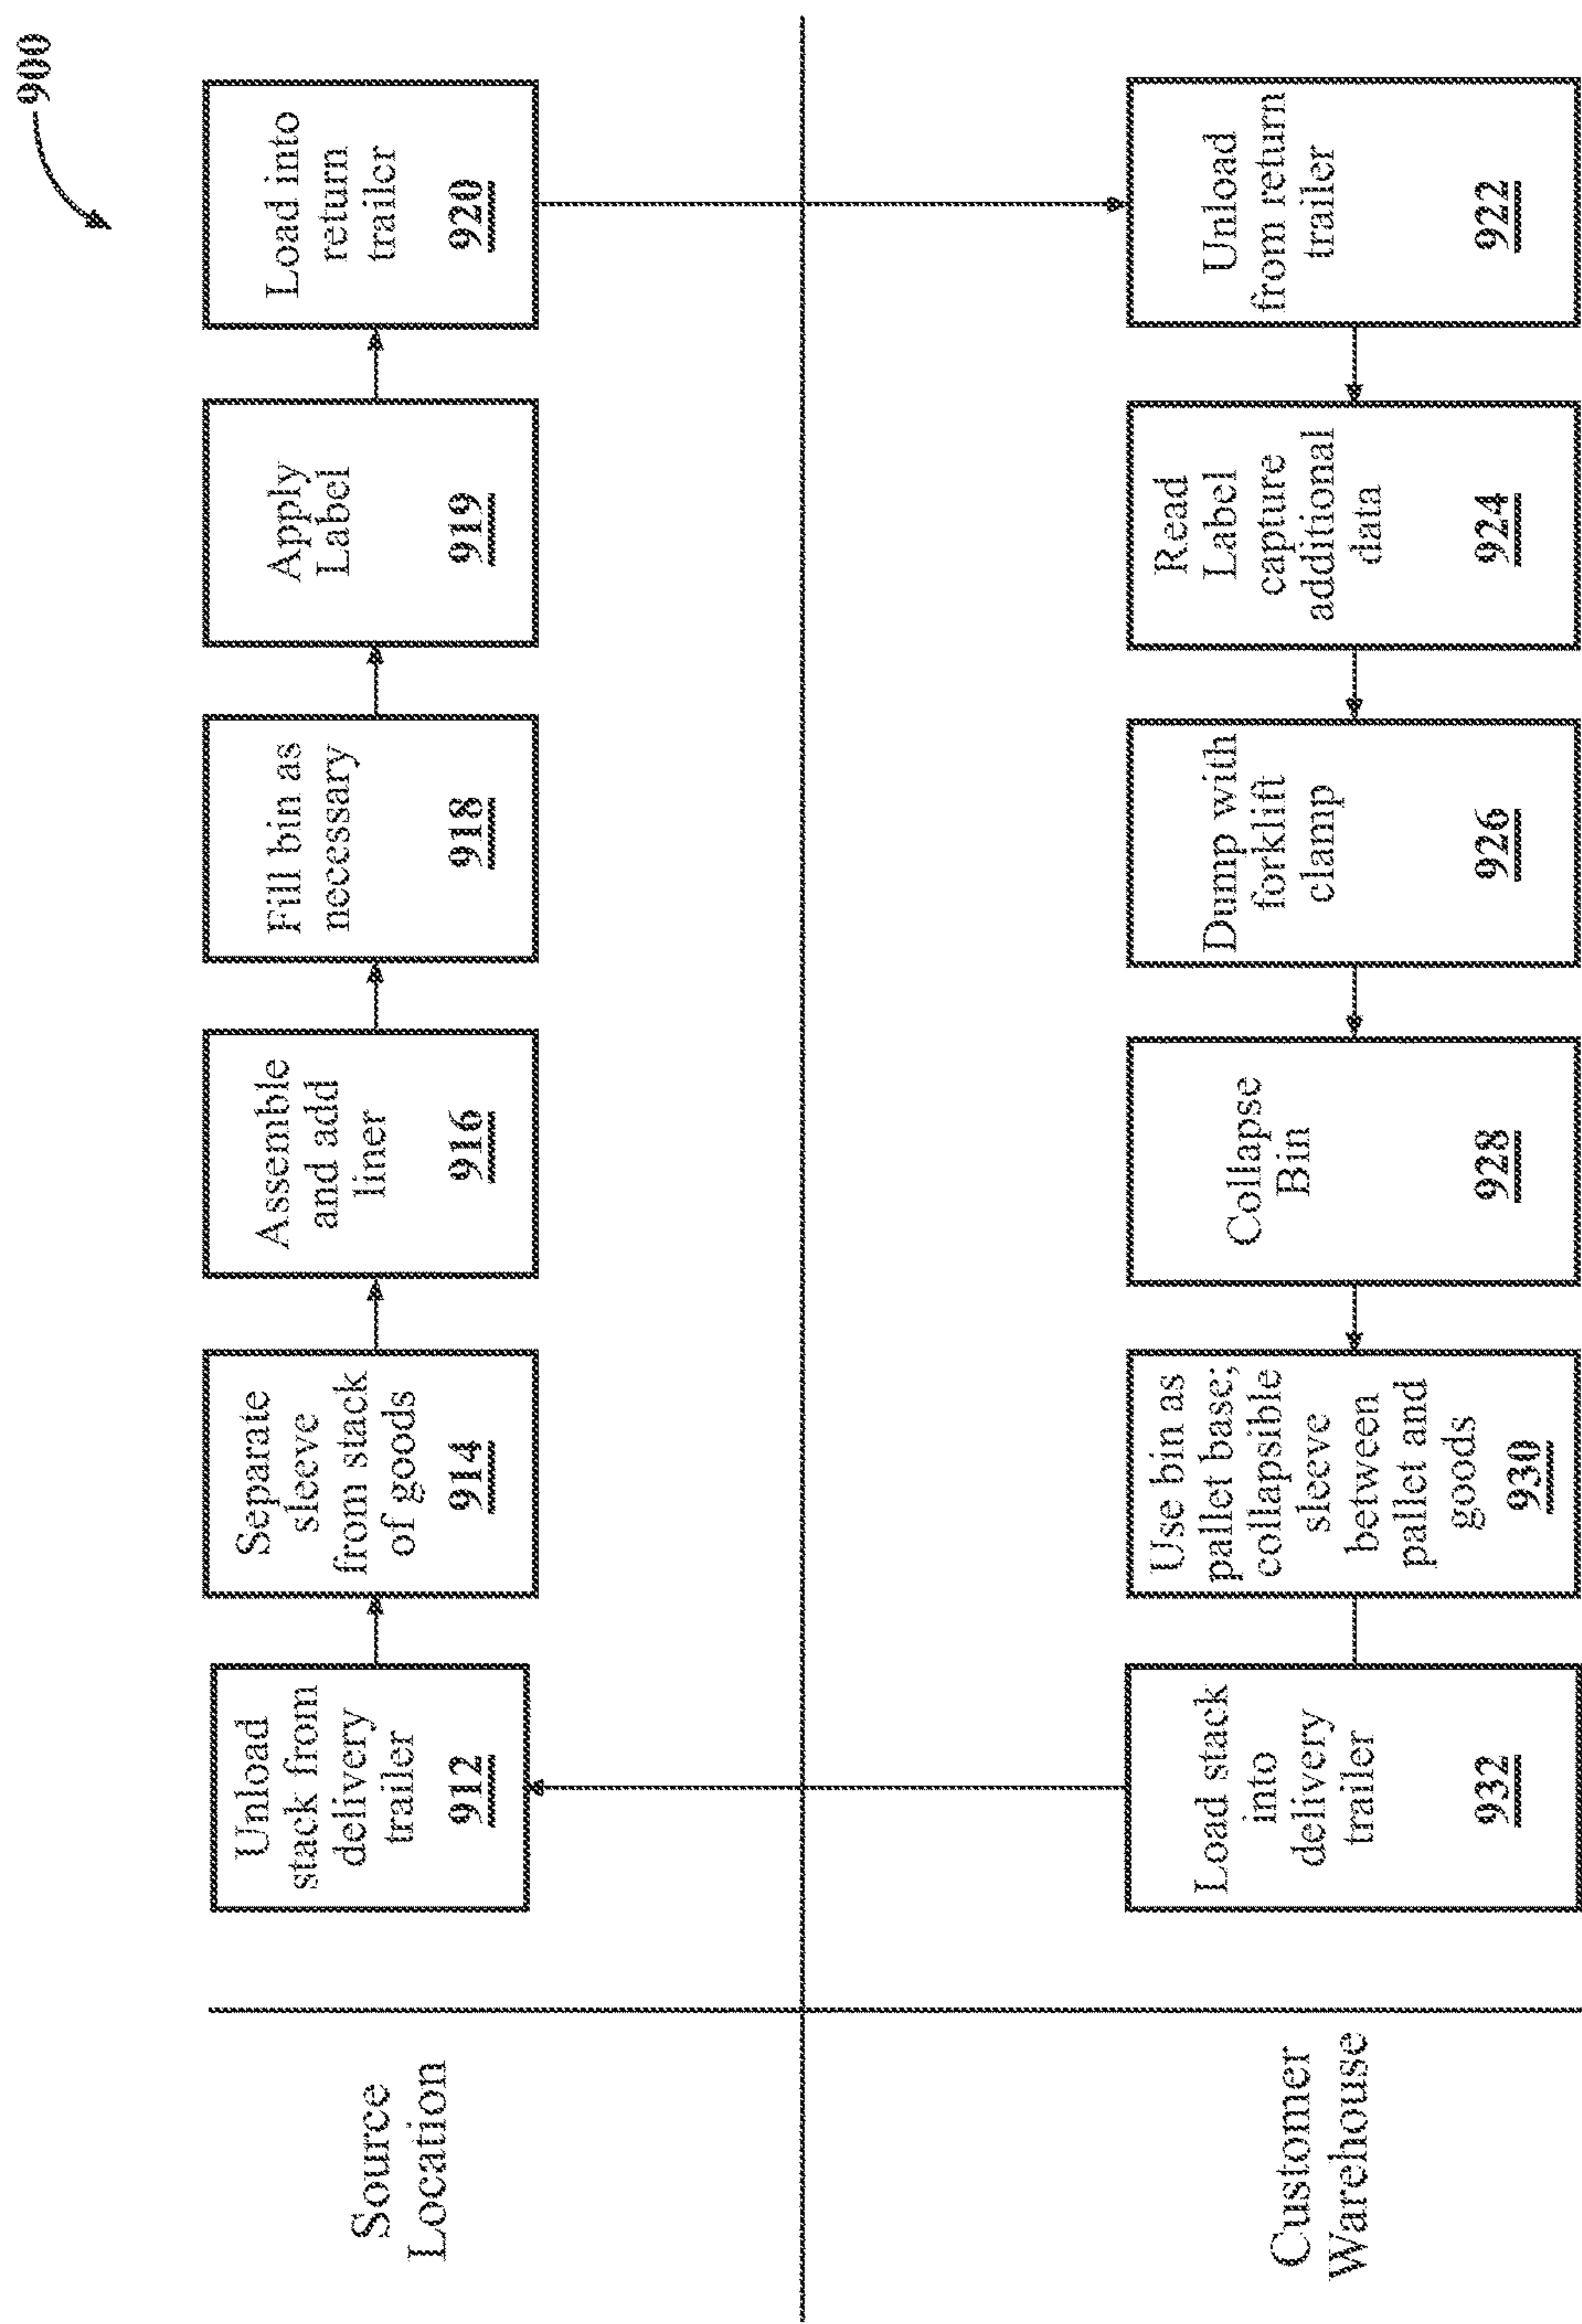 900
Source
Location
Unload
stack from
delivery
trailer
912
Separate
sleeve
from stack
of goods
914
Assemble
and add
liner
916
Fill bin as
necessary
918
Apply
Label
919
Load into
return
trailer
920
Customer
Warehouse
Load stack
into
delivery
trailer
932
Use bin as
pallet base;
collapsible
sleeve
between
pallet and
goods
930
Collapse
Bin
928
Dump with
forklift
clamp
926
Read
Label
capture
additional
data
924
Unload
from return
trailer
922